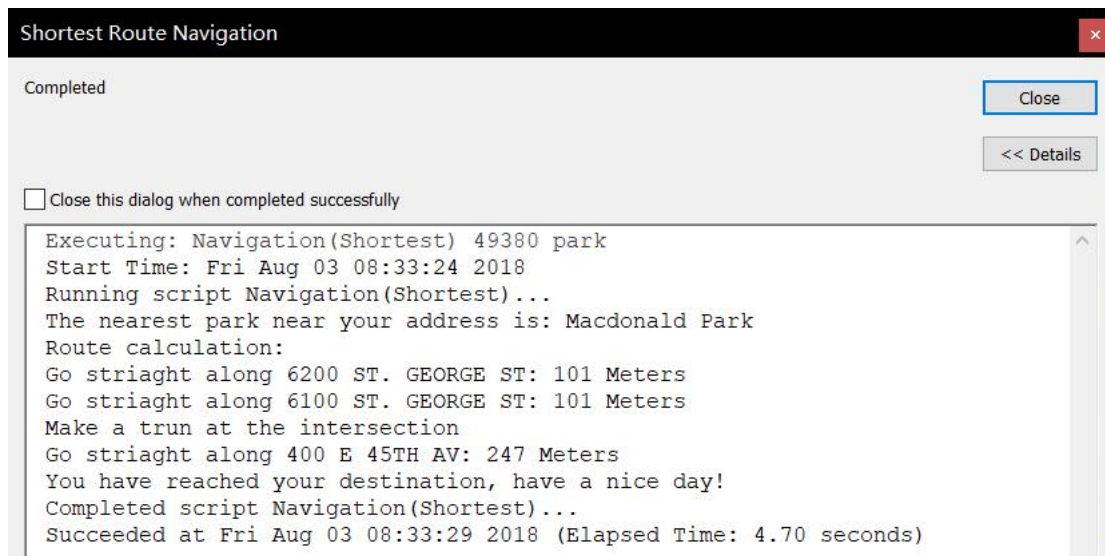 Shortest Route Navigation
×
Completed
Close
<< Details
Close this dialog when completed successfully
Executing: Navigation(Shortest) 49380 park
Start Time: Fri Aug 03 08:33:24 2018
Running script Navigation(Shortest)...
The nearest park near your address is: Macdonald Park
Route calculation:
Go striaght along 6200 ST. GEORGE ST: 101 Meters
Go striaght along 6100 ST. GEORGE ST: 101 Meters
Make a trun at the intersection
Go striaght along 400 E 45TH AV: 247 Meters
You have reached your destination, have a nice day!
Completed script Navigation(Shortest)...
Succeeded at Fri Aug 03 08:33:29 2018 (Elapsed Time: 4.70 seconds)